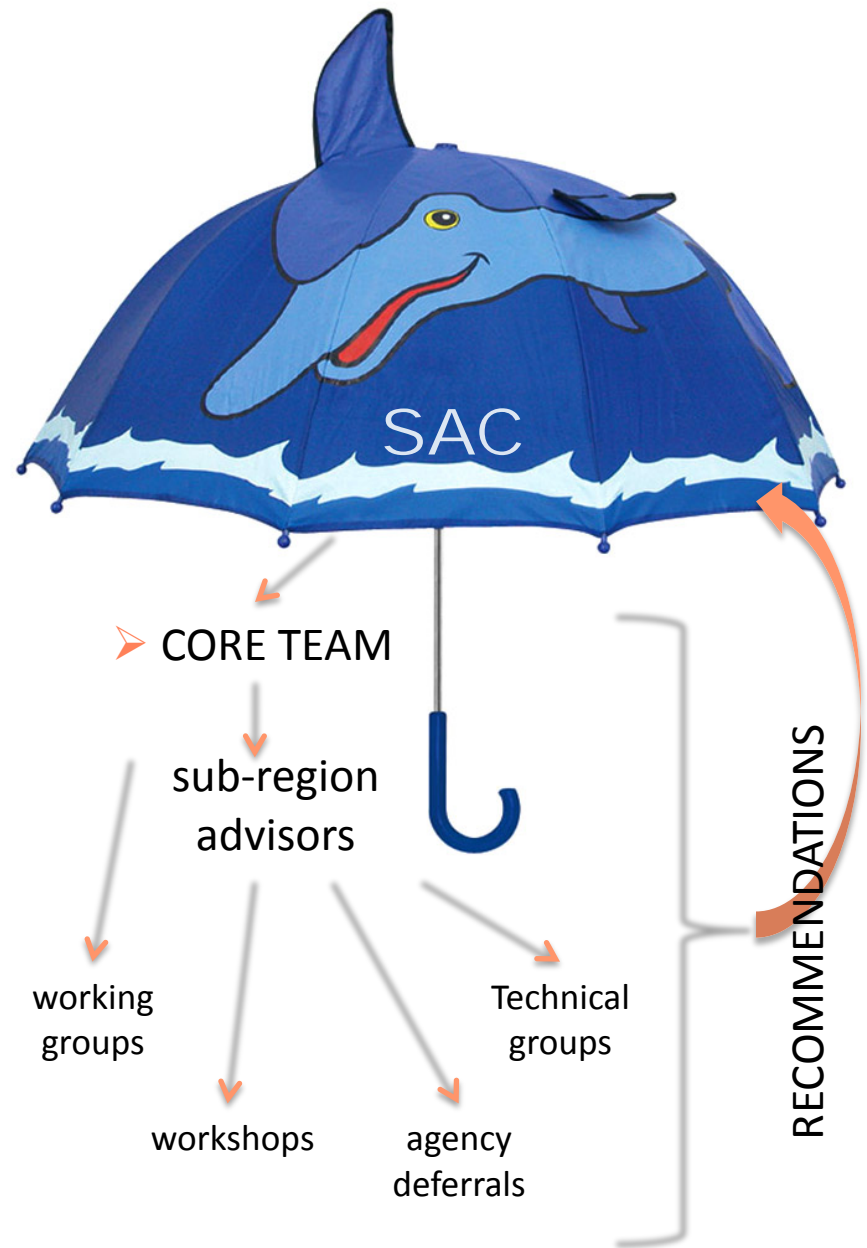 SAC
CORE TEAM
sub-region
advisors
working
groups
Technical
groups
workshops
agency
deferrals
RECOMMENDATIONS